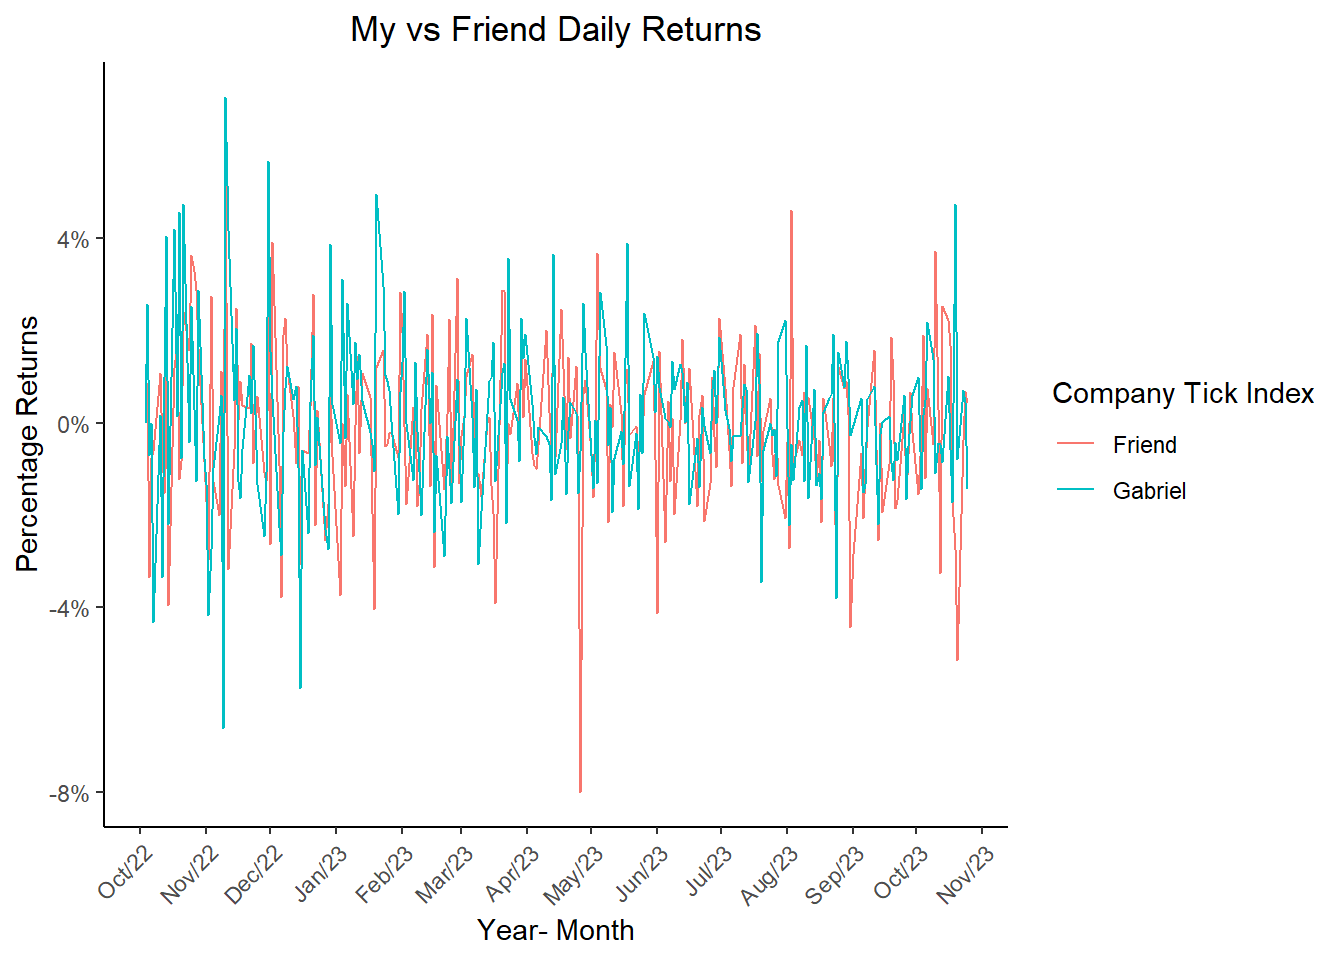 My vs Friend Daily Returns
Percentage Returns
4%
0%
-4%
-8%
Oct/22
Nov/22
Dec/22
Jan/23
Feb/23
Mar/23
Apr/23
May/23
Jun/23
Jul/23
Aug/23
Sep/23
Oct/23
Nov/23
Year- Month
Company Tick Index
Friend
Gabriel